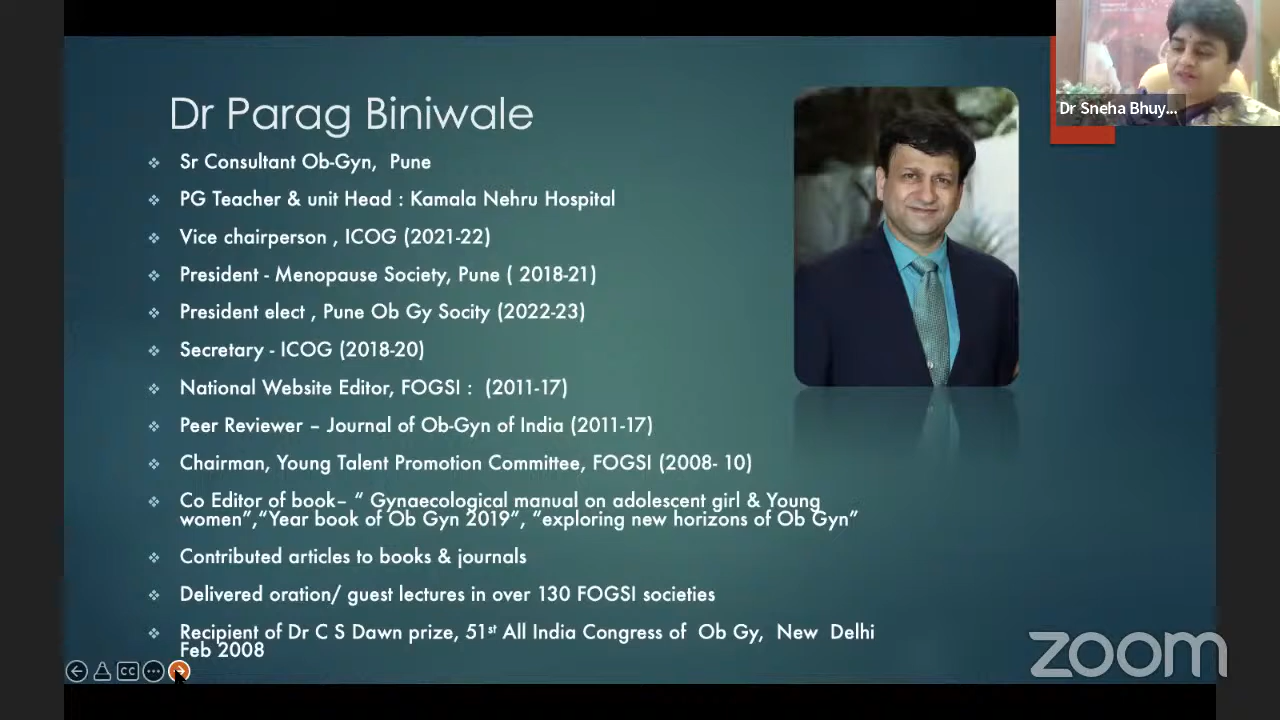 Dr Parag Biniwale
Sr Consultant Ob-Gyn, Pune
PG Teacher & unit Head : Kamala Nehru Hospital
Vice chairperson , ICOG (2021-22)
President - Menopause Society, Pune ( 2018-21)
President elect , Pune Ob Gy Socity (2022-23)
Secretary - ICOG (2018-20)
National Website Editor, FOGSI : (2011-17)
Peer Reviewer – Journal of Ob-Gyn of India (2011-17)
Chairman, Young Talent Promotion Committee, FOGSI (2008- 10)
Co Editor of book– “ Gynaecological manual on adolescent girl & Young
women”,“Year book of Ob Gyn 2019”, “exploring new horizons of Ob Gyn”
Contributed articles to books & journals
Delivered oration/ guest lectures in over 130 FOGSI societies
Recipient of Dr C S Dawn prize, 51st All India Congress of Ob Gy, New Delhi
Feb 2008
Dr Sneha Bhuy...
CC
zoom